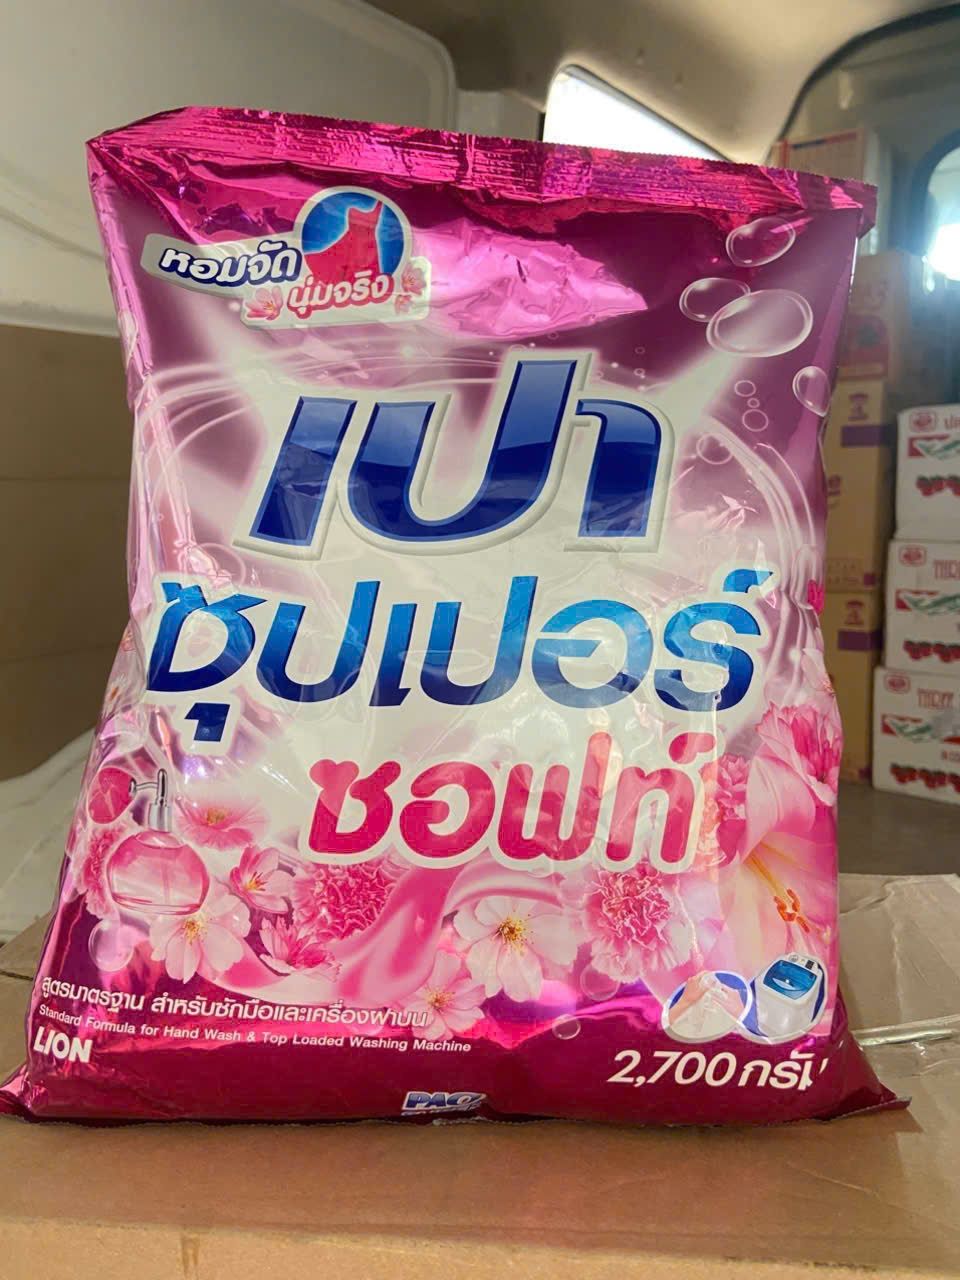 หอมจัด
นุ่มจริง
เปา
ซุปเปอร์
ซอฟท์
สูตรมาตรฐาน สำหรับซักมือและเครื่องฝาบน
Standard Formula for Hand Wash & Top Loaded Washing Machine
LION
2,700 กรัม
PAO